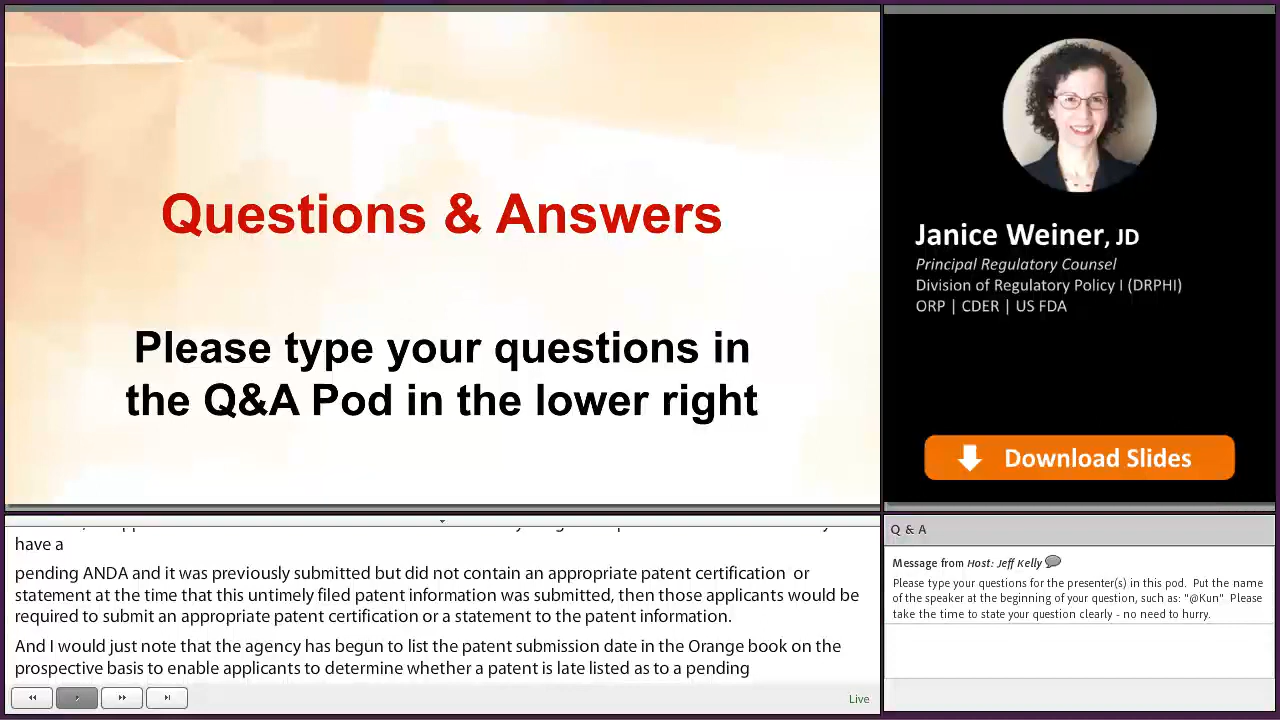 Questions & Answers
Please type your questions in
the Q&A Pod in the lower right
Janice Weiner, JD
Principal Regulatory Counsel
Division of Regulatory Policy I (DRPHI)
ORP | CDER | US FDA
Download Slides
have a
pending ANDA and it was previously submitted but did not contain an appropriate patent certification or
statement at the time that this untimely filed patent information was submitted, then those applicants would be
required to submit an appropriate patent certification or a statement to the patent information.
And I would just note that the agency has begun to list the patent submission date in the Orange book on the
prospective basis to enable applicants to determine whether a patent is late listed as to a pending
Live
Q & A
Message from Host: Jeff Kelly
Please type your questions for the presenter(s) in this pod. Put the name
of the speaker at the beginning of your question, such as: "@Kun" Please
take the time to state your question clearly - no need to hurry.